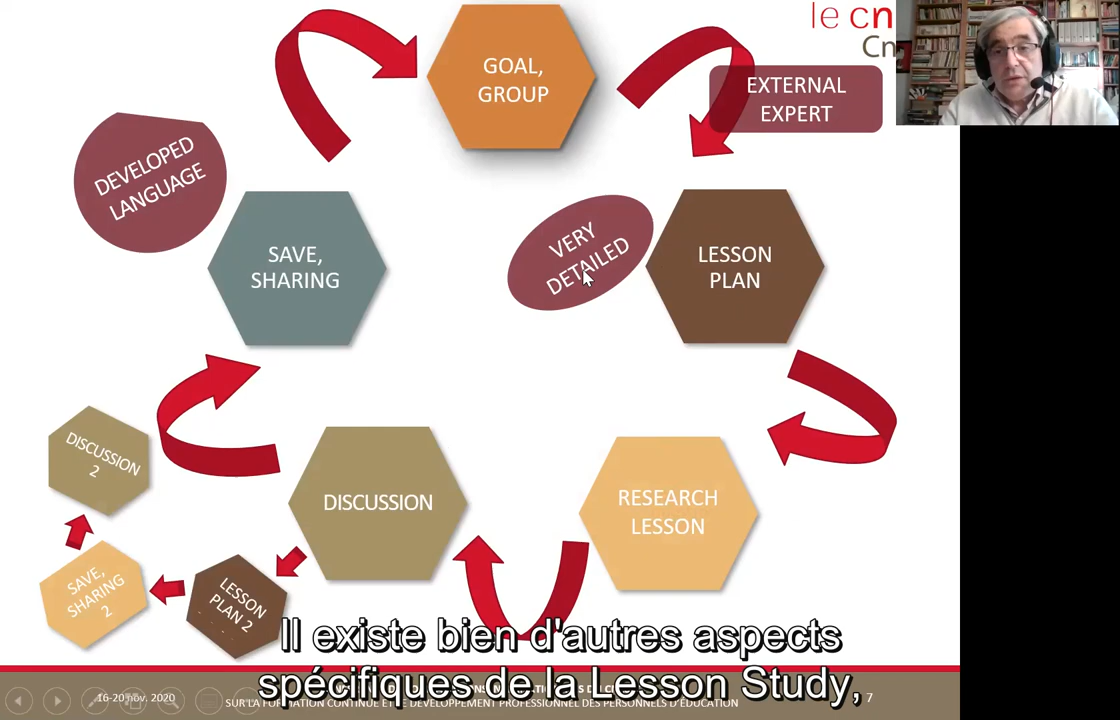 le cn
Cn
GOAL,
GROUP
EXTERNAL
EXPERT
DEVELOPED
LANGUAGE
SAVE,
SHARING
VERY
DETAILED
LESSON
PLAN
DISCUSSION
2
DISCUSSION
RESEARCH
LESSON
SAVE,
SHARING
2
LESSON
PLAN 2
Il existe bien d'autres aspects
spécifiques de la Lesson Study,
16-20 nov. 2020
SUR LA FORMATION CONTINUE ET LE DÉVELOPPEMENT PROFESSIONNEL DES PERSONNELS D'ÉDUCATION
7